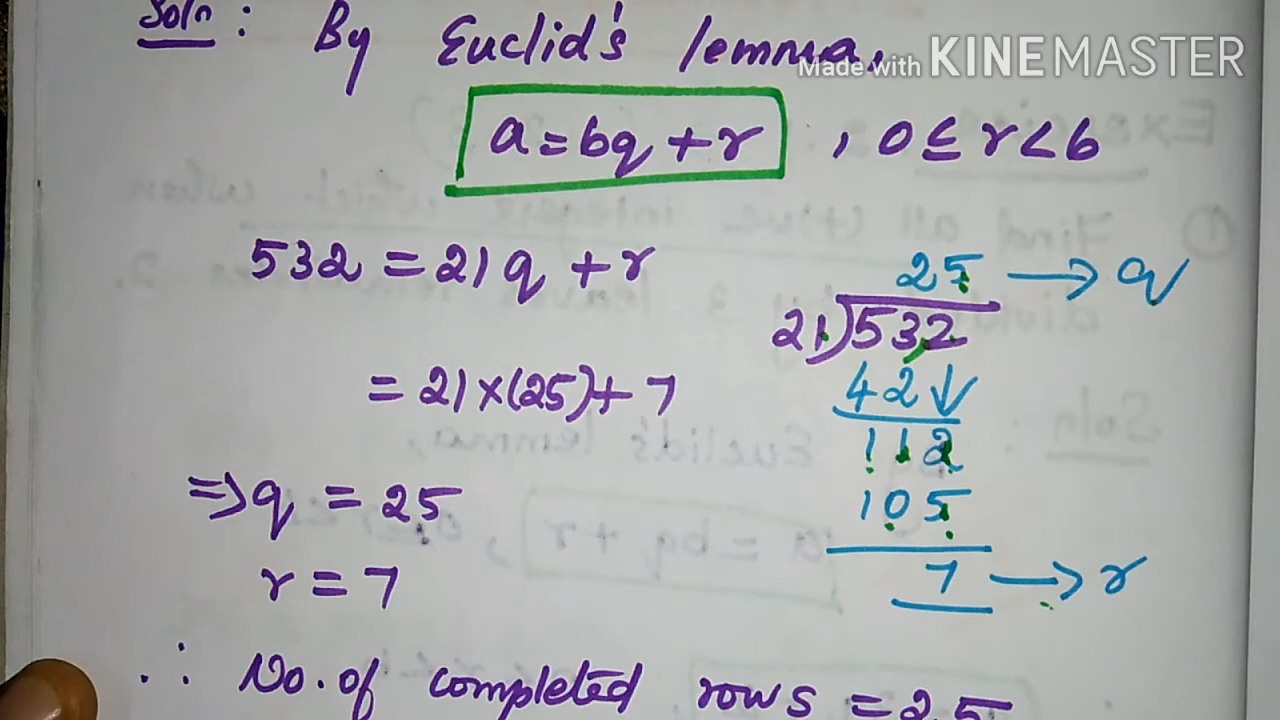 Soln : By Euclid's lemma,
Made with KINEMASTER
a = bq + r , 0 ≤ r < b
532 = 21q + r
25 → q
21)532
= 21×(25)+7
42↓
112
⇒ q = 25
105
r = 7
7 → r
∴ No. of completed rows = 25